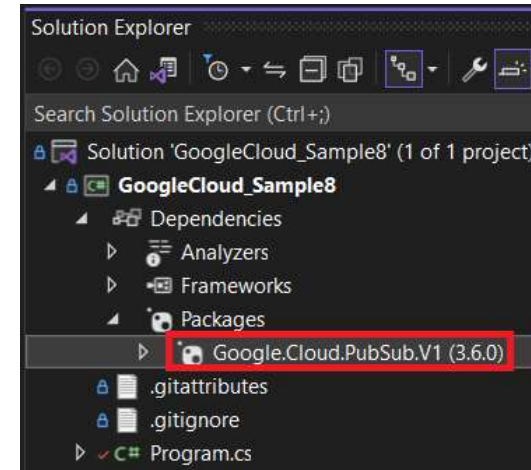 Solution Explorer
Search Solution Explorer (Ctrl+;)
Solution 'GoogleCloud_Sample8' (1 of 1 project)
C# GoogleCloud_Sample8
Dependencies
Analyzers
Frameworks
Packages
Google.Cloud.PubSub.V1 (3.6.0)
.gitattributes
.gitignore
C# Program.cs